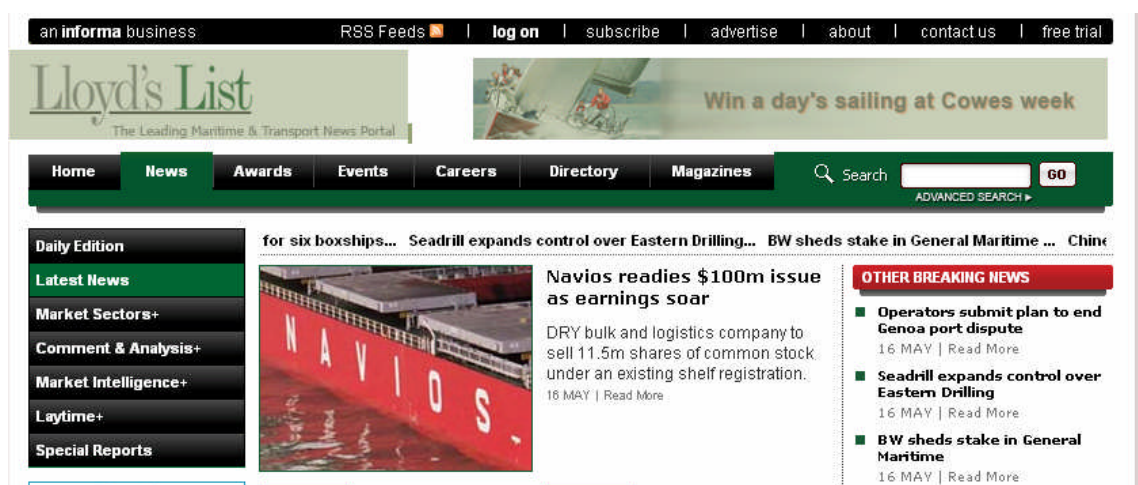 an informa business
RSS Feeds | log on | subscribe | advertise | about | contact us | free trial
Lloyd's List
The Leading Maritime & Transport News Portal
Win a day's sailing at Cowes week
Home News Awards Events Careers Directory Magazines
Search GO
ADVANCED SEARCH
Daily Edition
Latest News
Market Sectors+
Comment & Analysis+
Market Intelligence+
Laytime+
Special Reports
for six boxships... Seadrill expands control over Eastern Drilling... BW sheds stake in General Maritime ... Chine
NAVIOS
Navios readies $100m issue
as earnings soar
DRY bulk and logistics company to
sell 11.5m shares of common stock
under an existing shelf registration.
16 MAY | Read More
OTHER BREAKING NEWS
Operators submit plan to end
Genoa port dispute
16 MAY | Read More
Seadrill expands control over
Eastern Drilling
16 MAY | Read More
BW sheds stake in General
Maritime
16 MAY | Read More